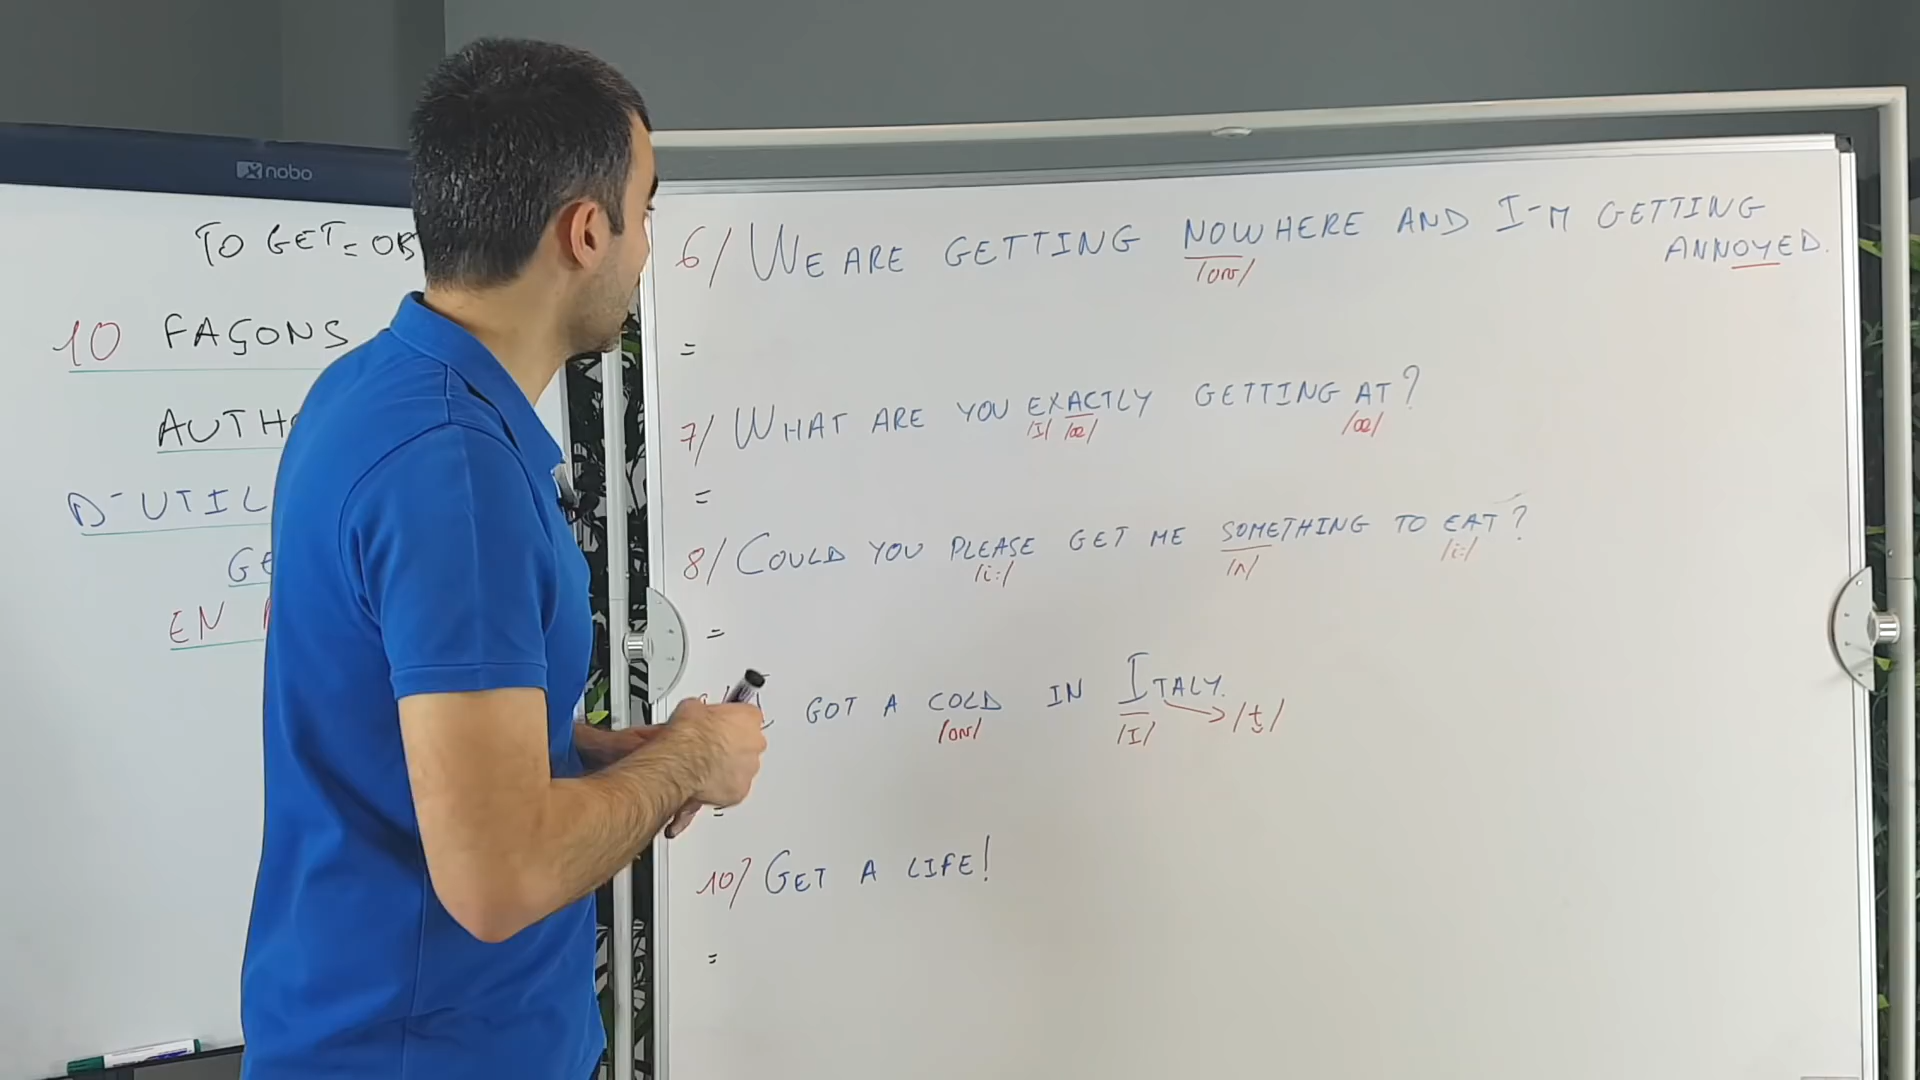 nobo
TO GET = OB
10 FAÇONS
AUTH
D'UTIL
GE
EN
6/ WE ARE GETTING NOWHERE AND I'M GETTING
ANNOYED.
/oʊ/
=
7/ WHAT ARE YOU EXACTLY GETTING AT?
/I/ /æ/ /æ/
=
8/ COULD YOU PLEASE GET ME SOMETHING TO EAT?
/i:/ /ʌ/ /i:/
=
GOT A COLD IN ITALY.
/oʊ/ /I/ /t̬/
=
10/ GET A LIFE!
=